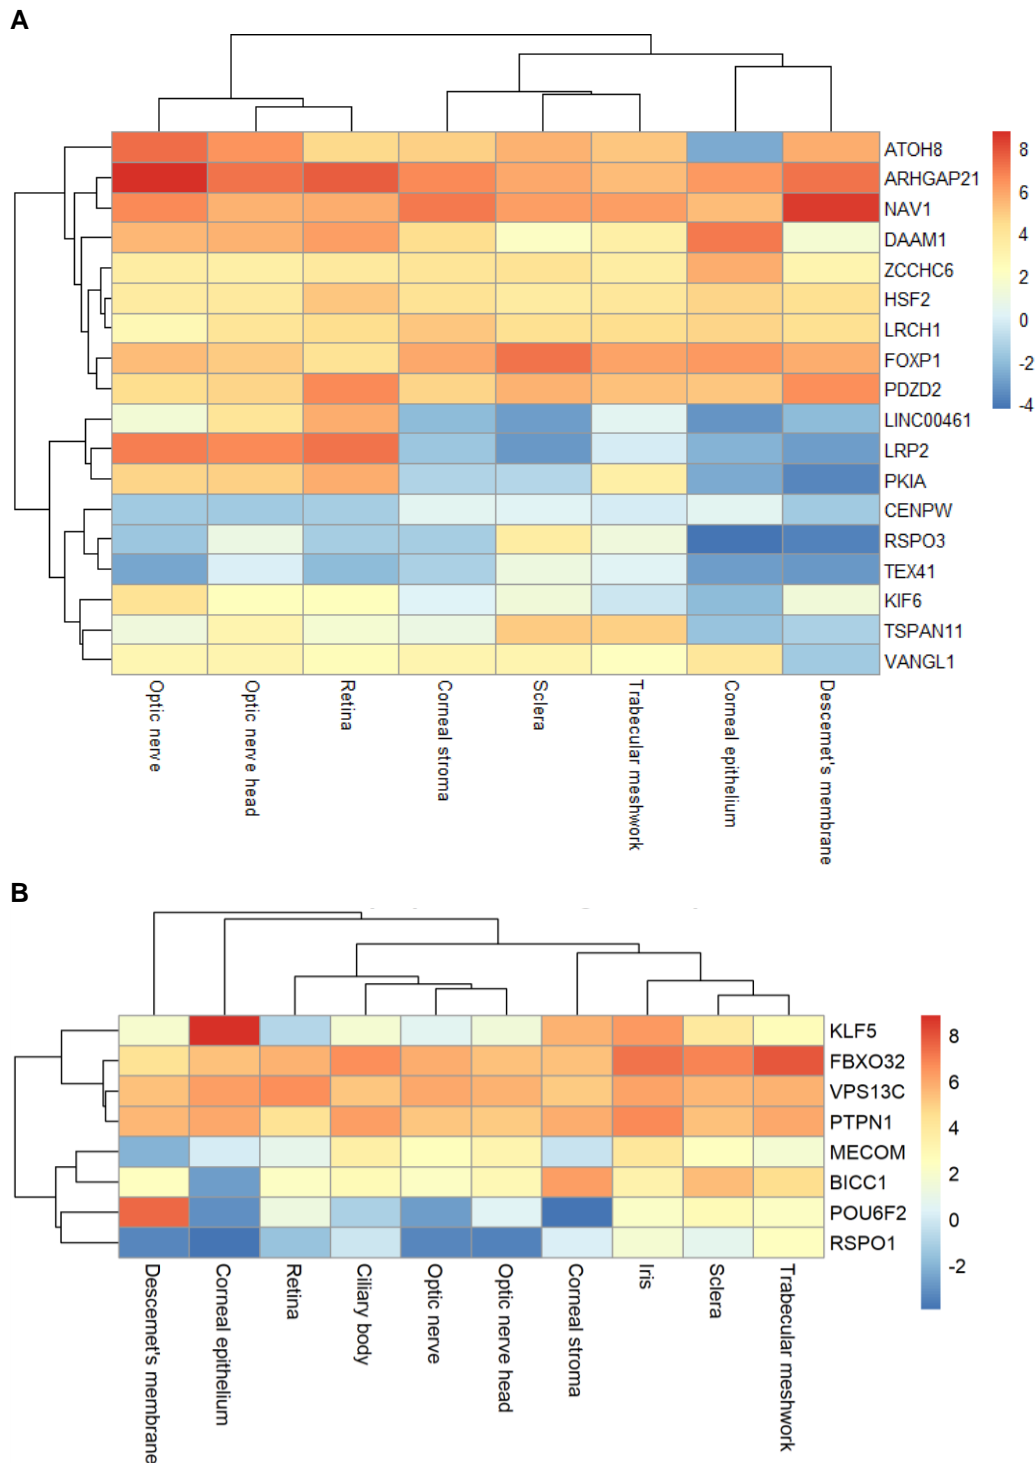 A
ATOH8
8
ARHGAP21
6
NAV1
4
DAAM1
2
ZCCHC6
0
HSF2
-2
LRCH1
-4
FOXP1
PDZD2
LINC00461
LRP2
PKIA
CENPW
RSPO3
TEX41
KIF6
TSPAN11
VANGL1
Optic nerve
Optic nerve head
Retina
Corneal stroma
Sclera
Trabecular meshwork
Corneal epithelium
Descemet's membrane
B
KLF5
8
FBXO32
6
VPS13C
4
PTPN1
2
MECOM
0
BICC1
-2
POU6F2
RSPO1
Descemet's membrane
Corneal epithelium
Retina
Ciliary body
Optic nerve
Optic nerve head
Corneal stroma
Iris
Sclera
Trabecular meshwork